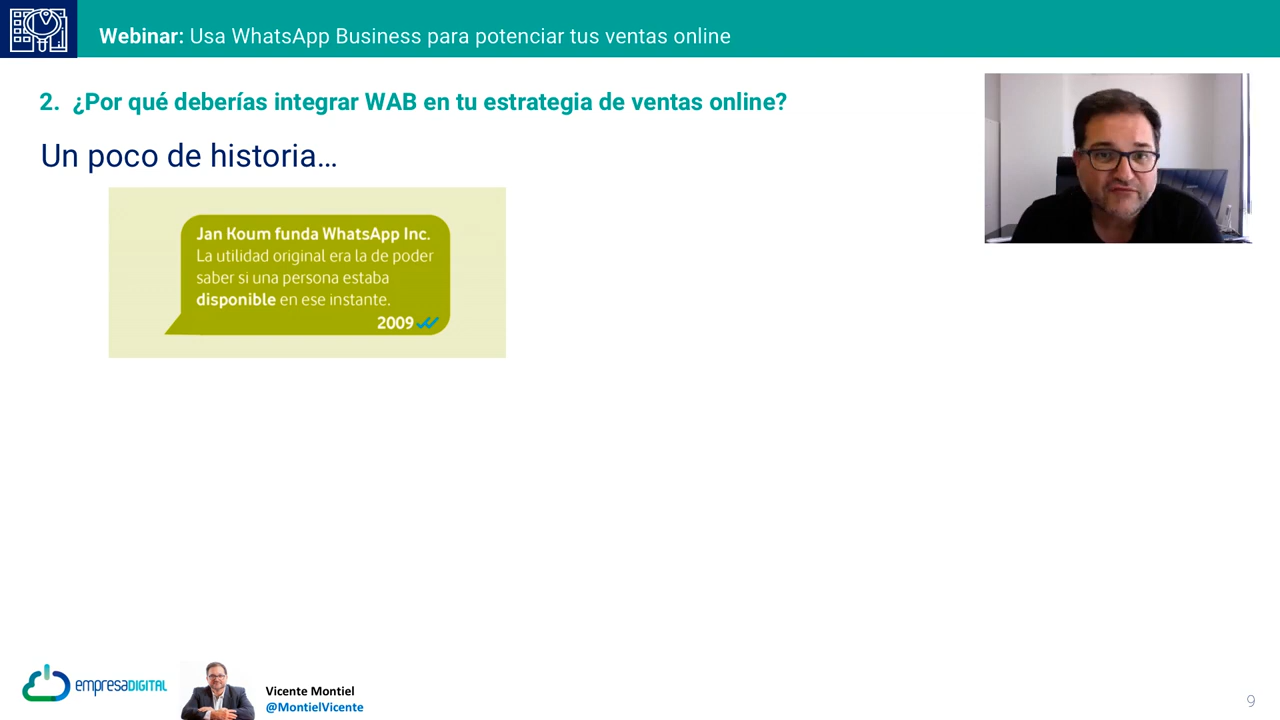 Webinar: Usa WhatsApp Business para potenciar tus ventas online
2. ¿Por qué deberías integrar WAB en tu estrategia de ventas online?
Un poco de historia...
Jan Koum funda WhatsApp Inc.
La utilidad original era la de poder
saber si una persona estaba
disponible en ese instante.
2009
empresaDIGITAL
Vicente Montiel
@MontielVicente
9